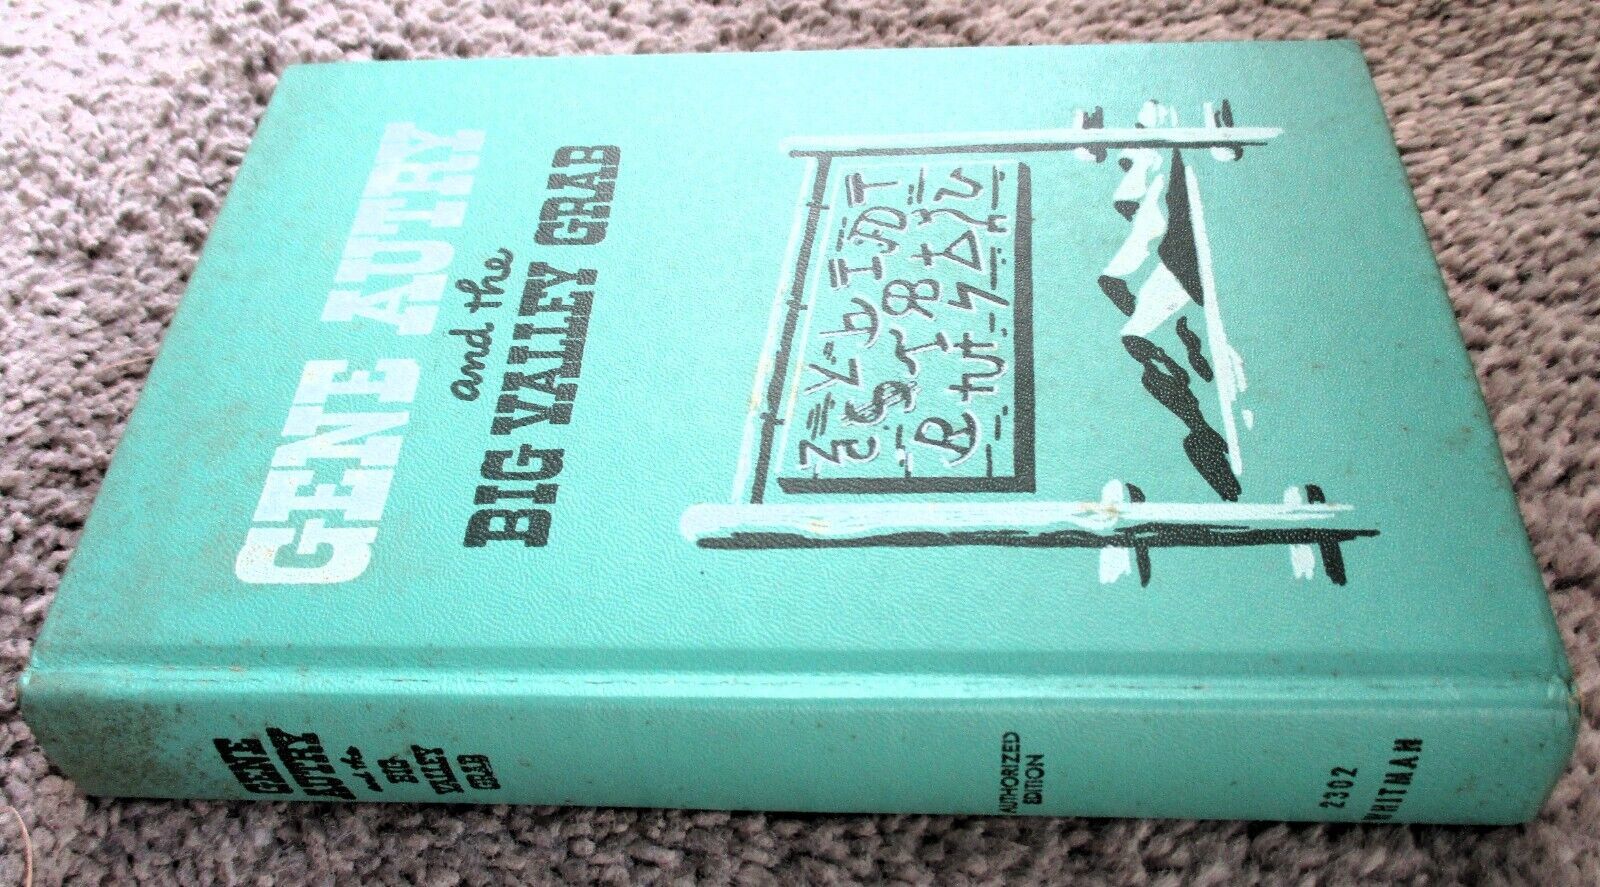 GENE AUTRY
and the
BIG VALLEY GRAB
GENE
AUTRY
and the
BIG
VALLEY
GRAB
AUTHORIZED
EDITION
2302
WHITMAN